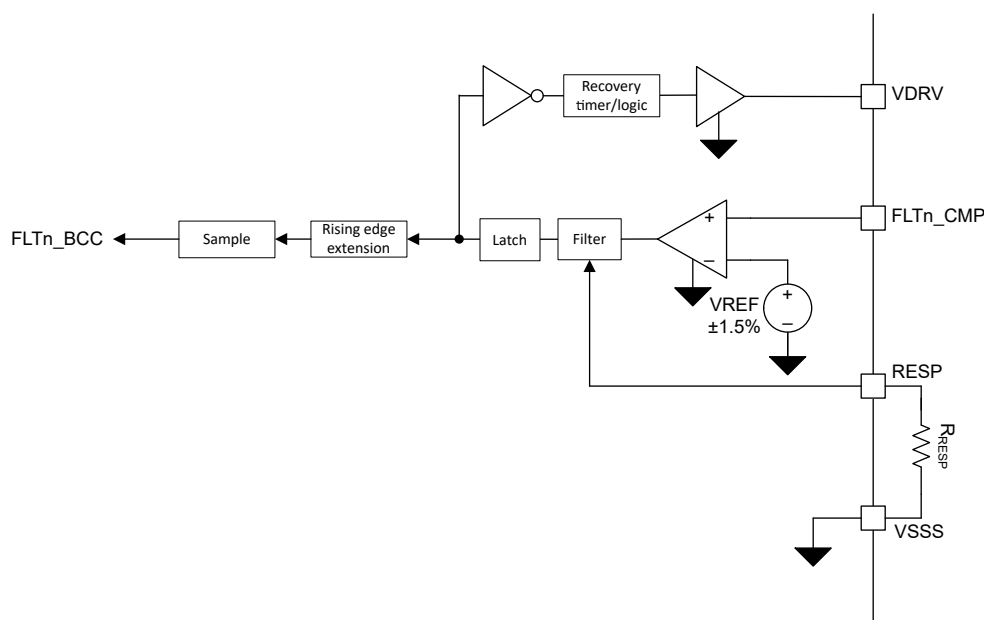 Recovery
timer/logic
VDRV
FLTn_CMP
FLTn_BCC
Sample
Rising edge
extension
Latch
Filter
+
–
VREF
±1.5%
+
–
RESP
RRESP
VSSS